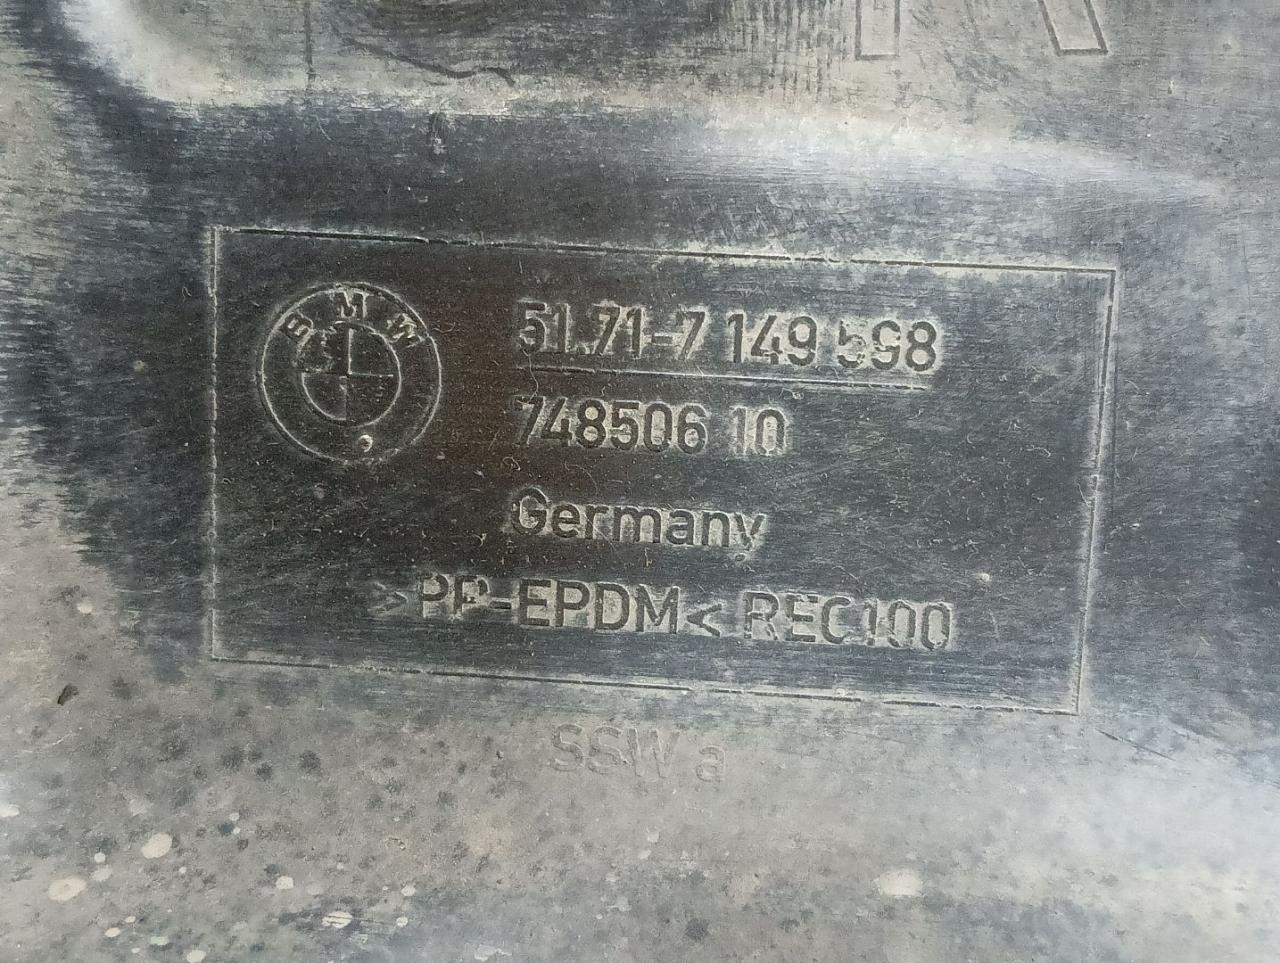 BMW
51.71-7 149 598
748506 10
Germany
>PP-EPDM< REC100
SSW a